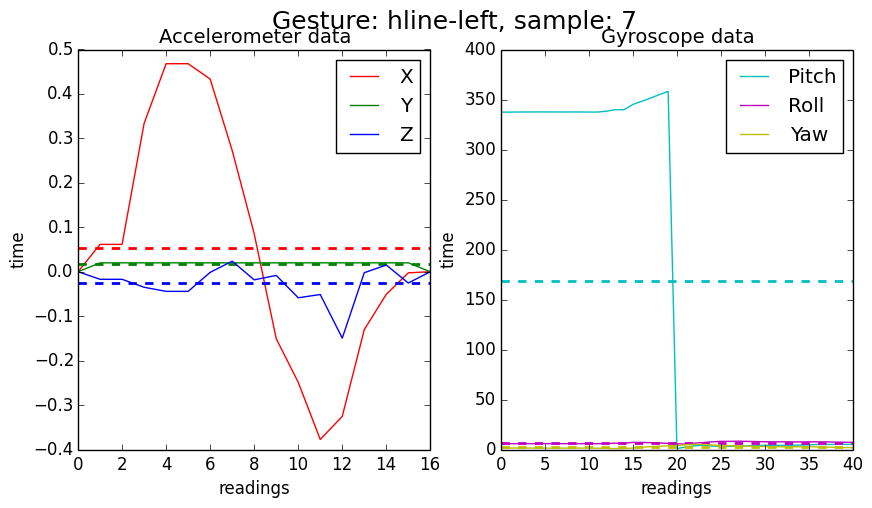 Gesture: hline-left, sample: 7
Accelerometer data
0.5
0.4
0.3
0.2
0.1
0.0
−0.1
−0.2
−0.3
−0.4
time
0 2 4 6 8 10 12 14 16
readings
X
Y
Z
Gyroscope data
400
350
300
250
200
150
100
50
0
time
0 5 10 15 20 25 30 35 40
readings
Pitch
Roll
Yaw